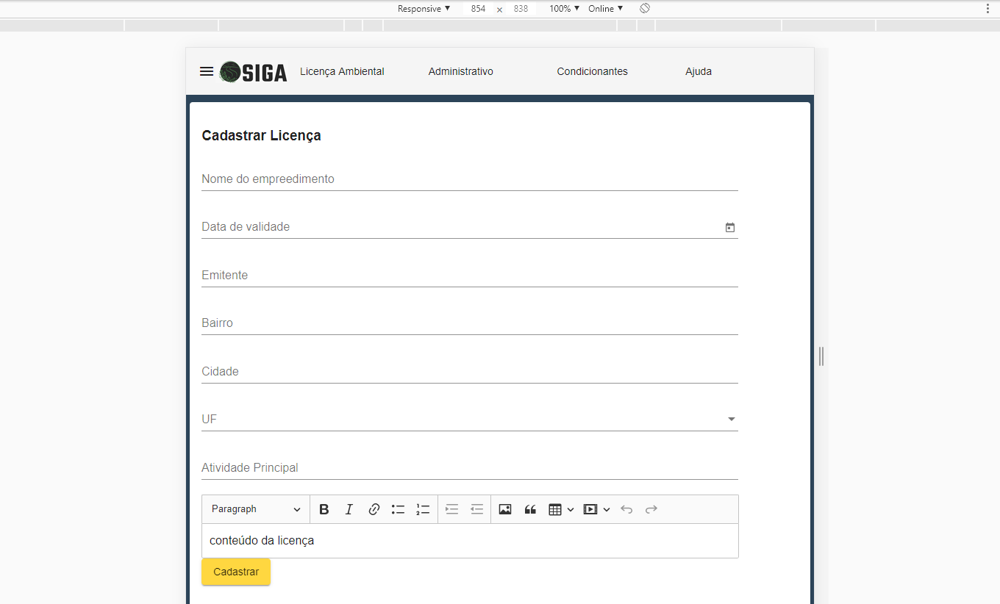 Responsive ▼ 854 × 838 100% ▼ Online ▼
SIGA Licença Ambiental Administrativo Condicionantes Ajuda
Cadastrar Licença
Nome do empreedimento
Data de validade
Emitente
Bairro
Cidade
UF
Atividade Principal
Paragraph B I
conteúdo da licença
Cadastrar